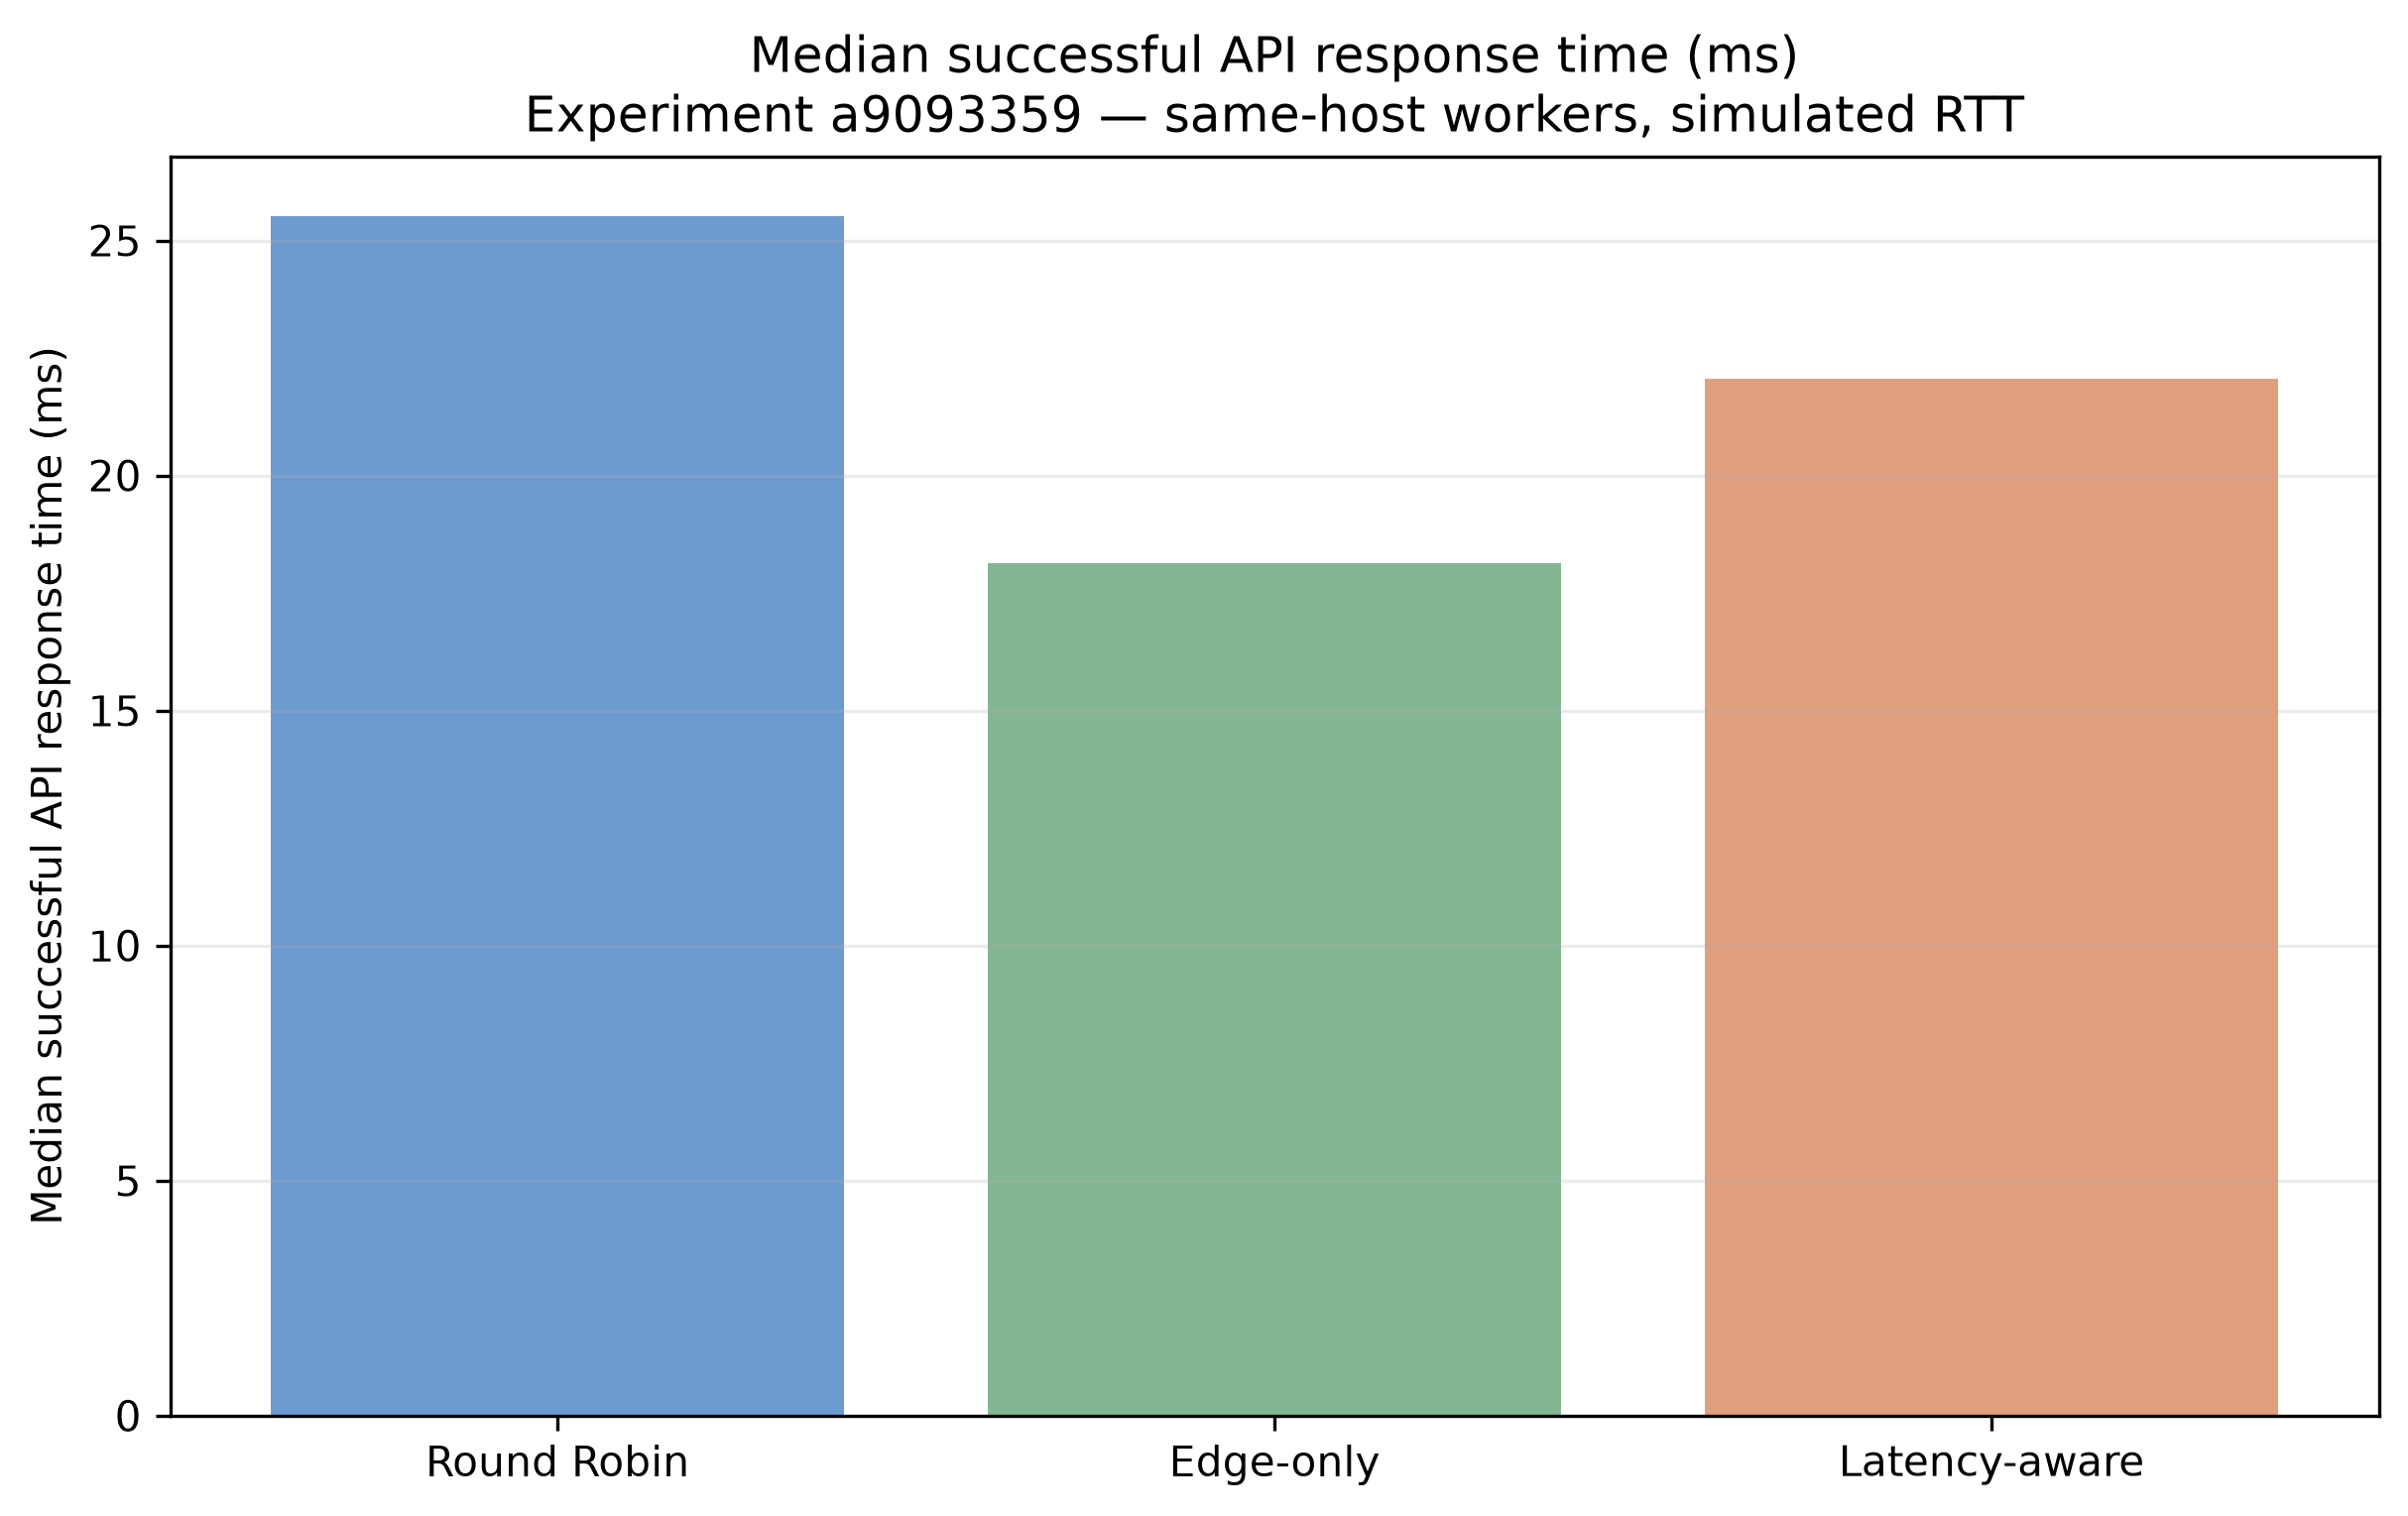 Median successful API response time (ms)
Experiment a9093359 — same-host workers, simulated RTT
Median successful API response time (ms)
25
20
15
10
5
0
Round Robin
Edge-only
Latency-aware